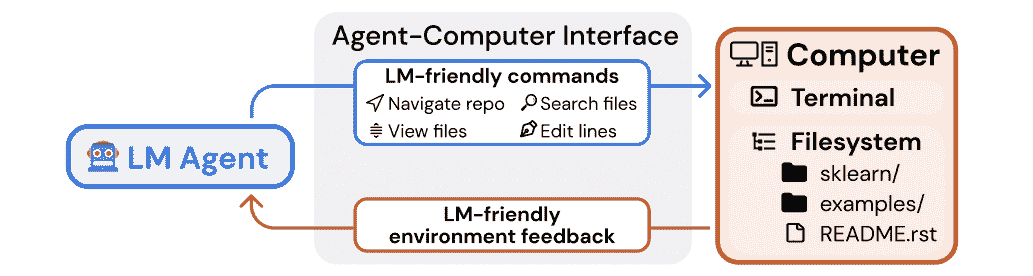 Agent-Computer Interface
LM-friendly commands
Navigate repo
Search files
View files
Edit lines
LM Agent
LM-friendly
environment feedback
Computer
Terminal
Filesystem
sklearn/
examples/
README.rst